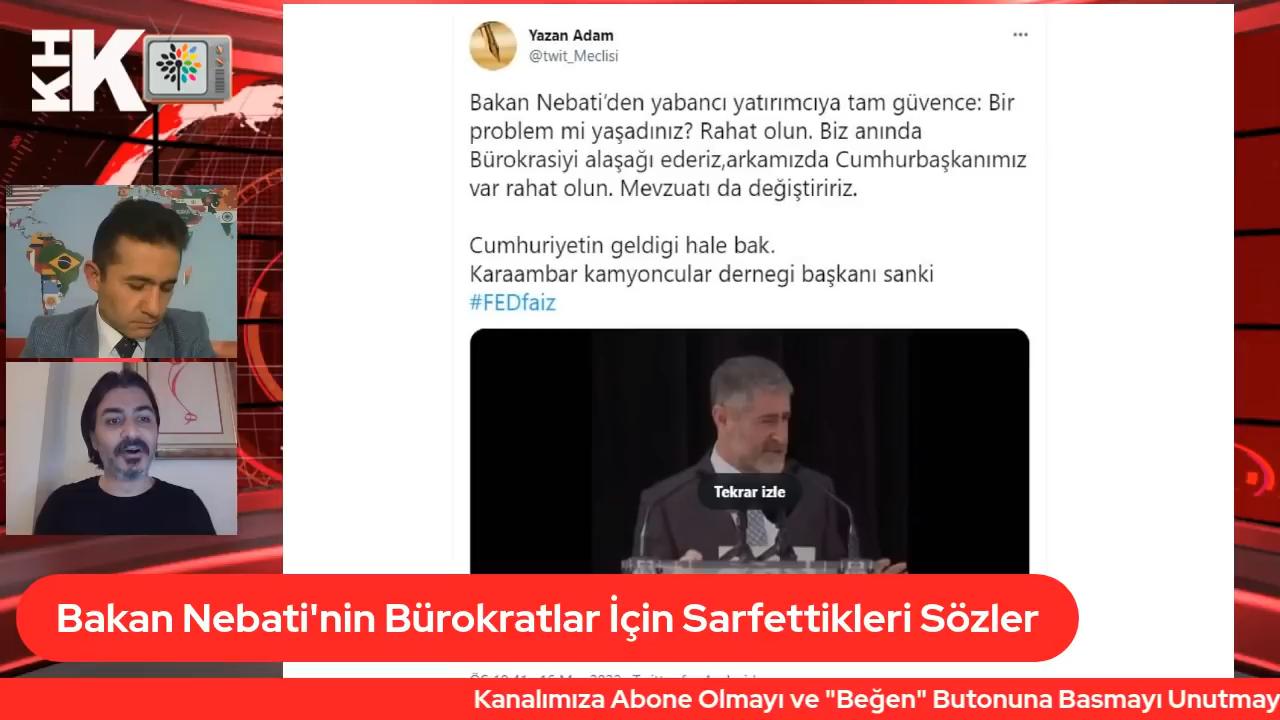 KHK
Yazan Adam
@twit_Meclisi
Bakan Nebati'den yabancı yatırımcıya tam güvence: Bir
problem mi yaşadınız? Rahat olun. Biz anında
Bürokrasiyi alaşağı ederiz,arkamızda Cumhurbaşkanımız
var rahat olun. Mevzuatı da değiştiririz.
Cumhuriyetin geldigi hale bak.
Karaambar kamyoncular dernegi başkanı sanki
#FEDfaiz
Tekrar izle
Bakan Nebati'nin Bürokratlar İçin Sarfettikleri Sözler
Kanalımıza Abone Olmayı ve "Beğen" Butonuna Basmayı Unutmay